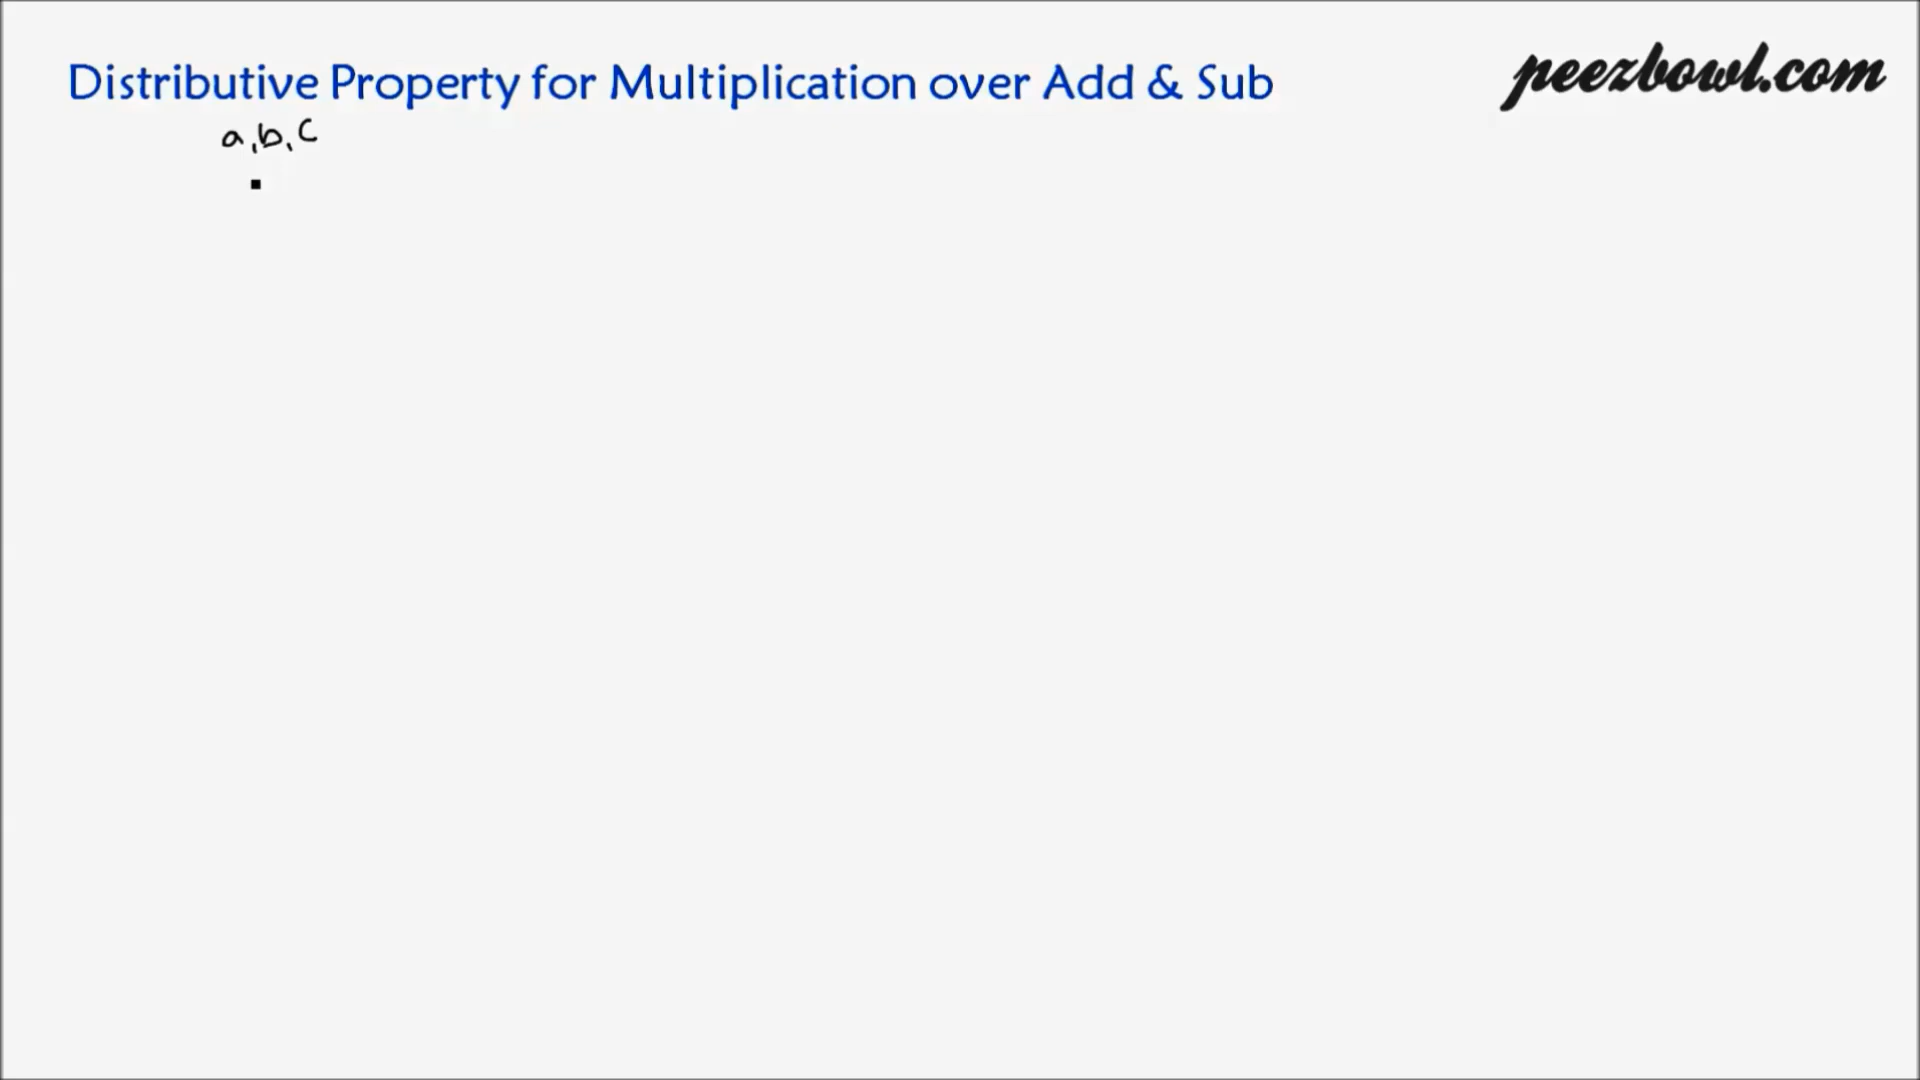 Distributive Property for Multiplication over Add & Sub
peezbowl.com
a,b,c